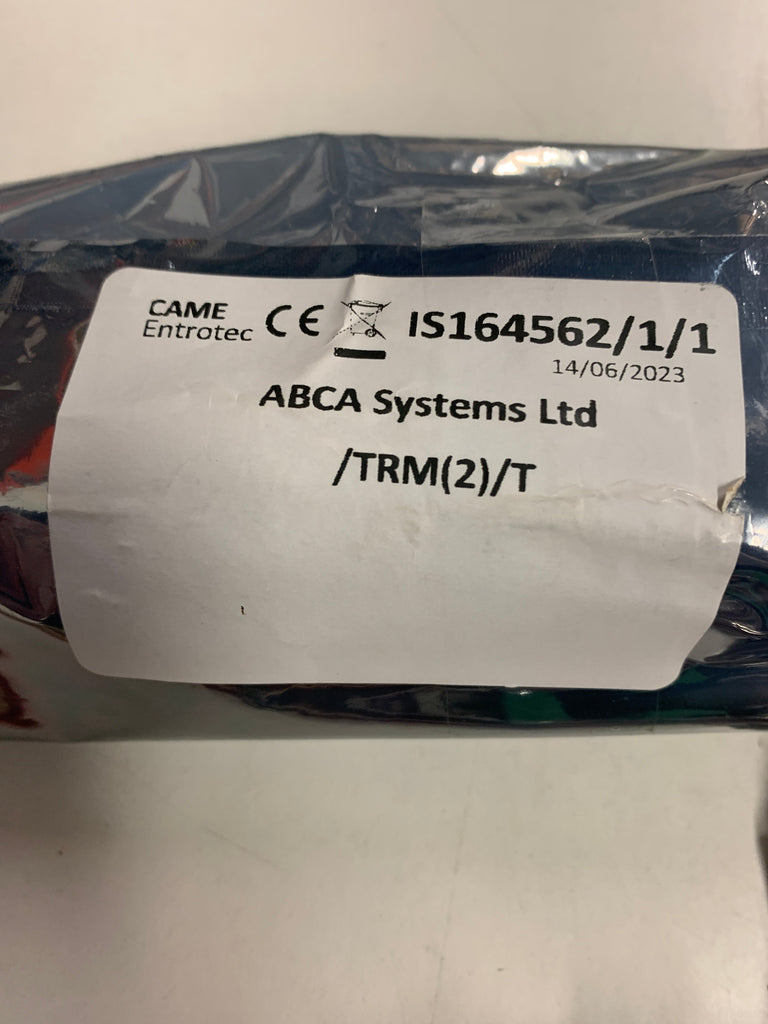 CAME
Entrotec CE IS164562/1/1
14/06/2023
ABCA Systems Ltd
/TRM(2)/T